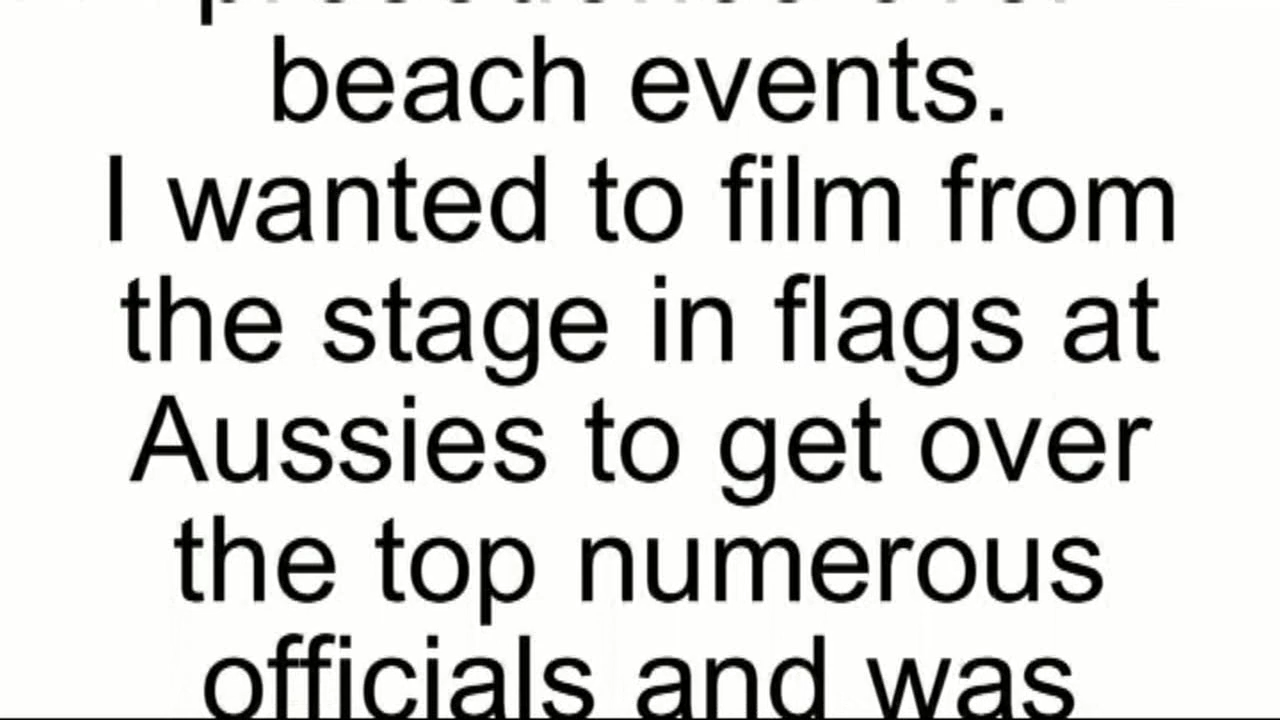 beach events.
I wanted to film from
the stage in flags at
Aussies to get over
the top numerous
officials and was